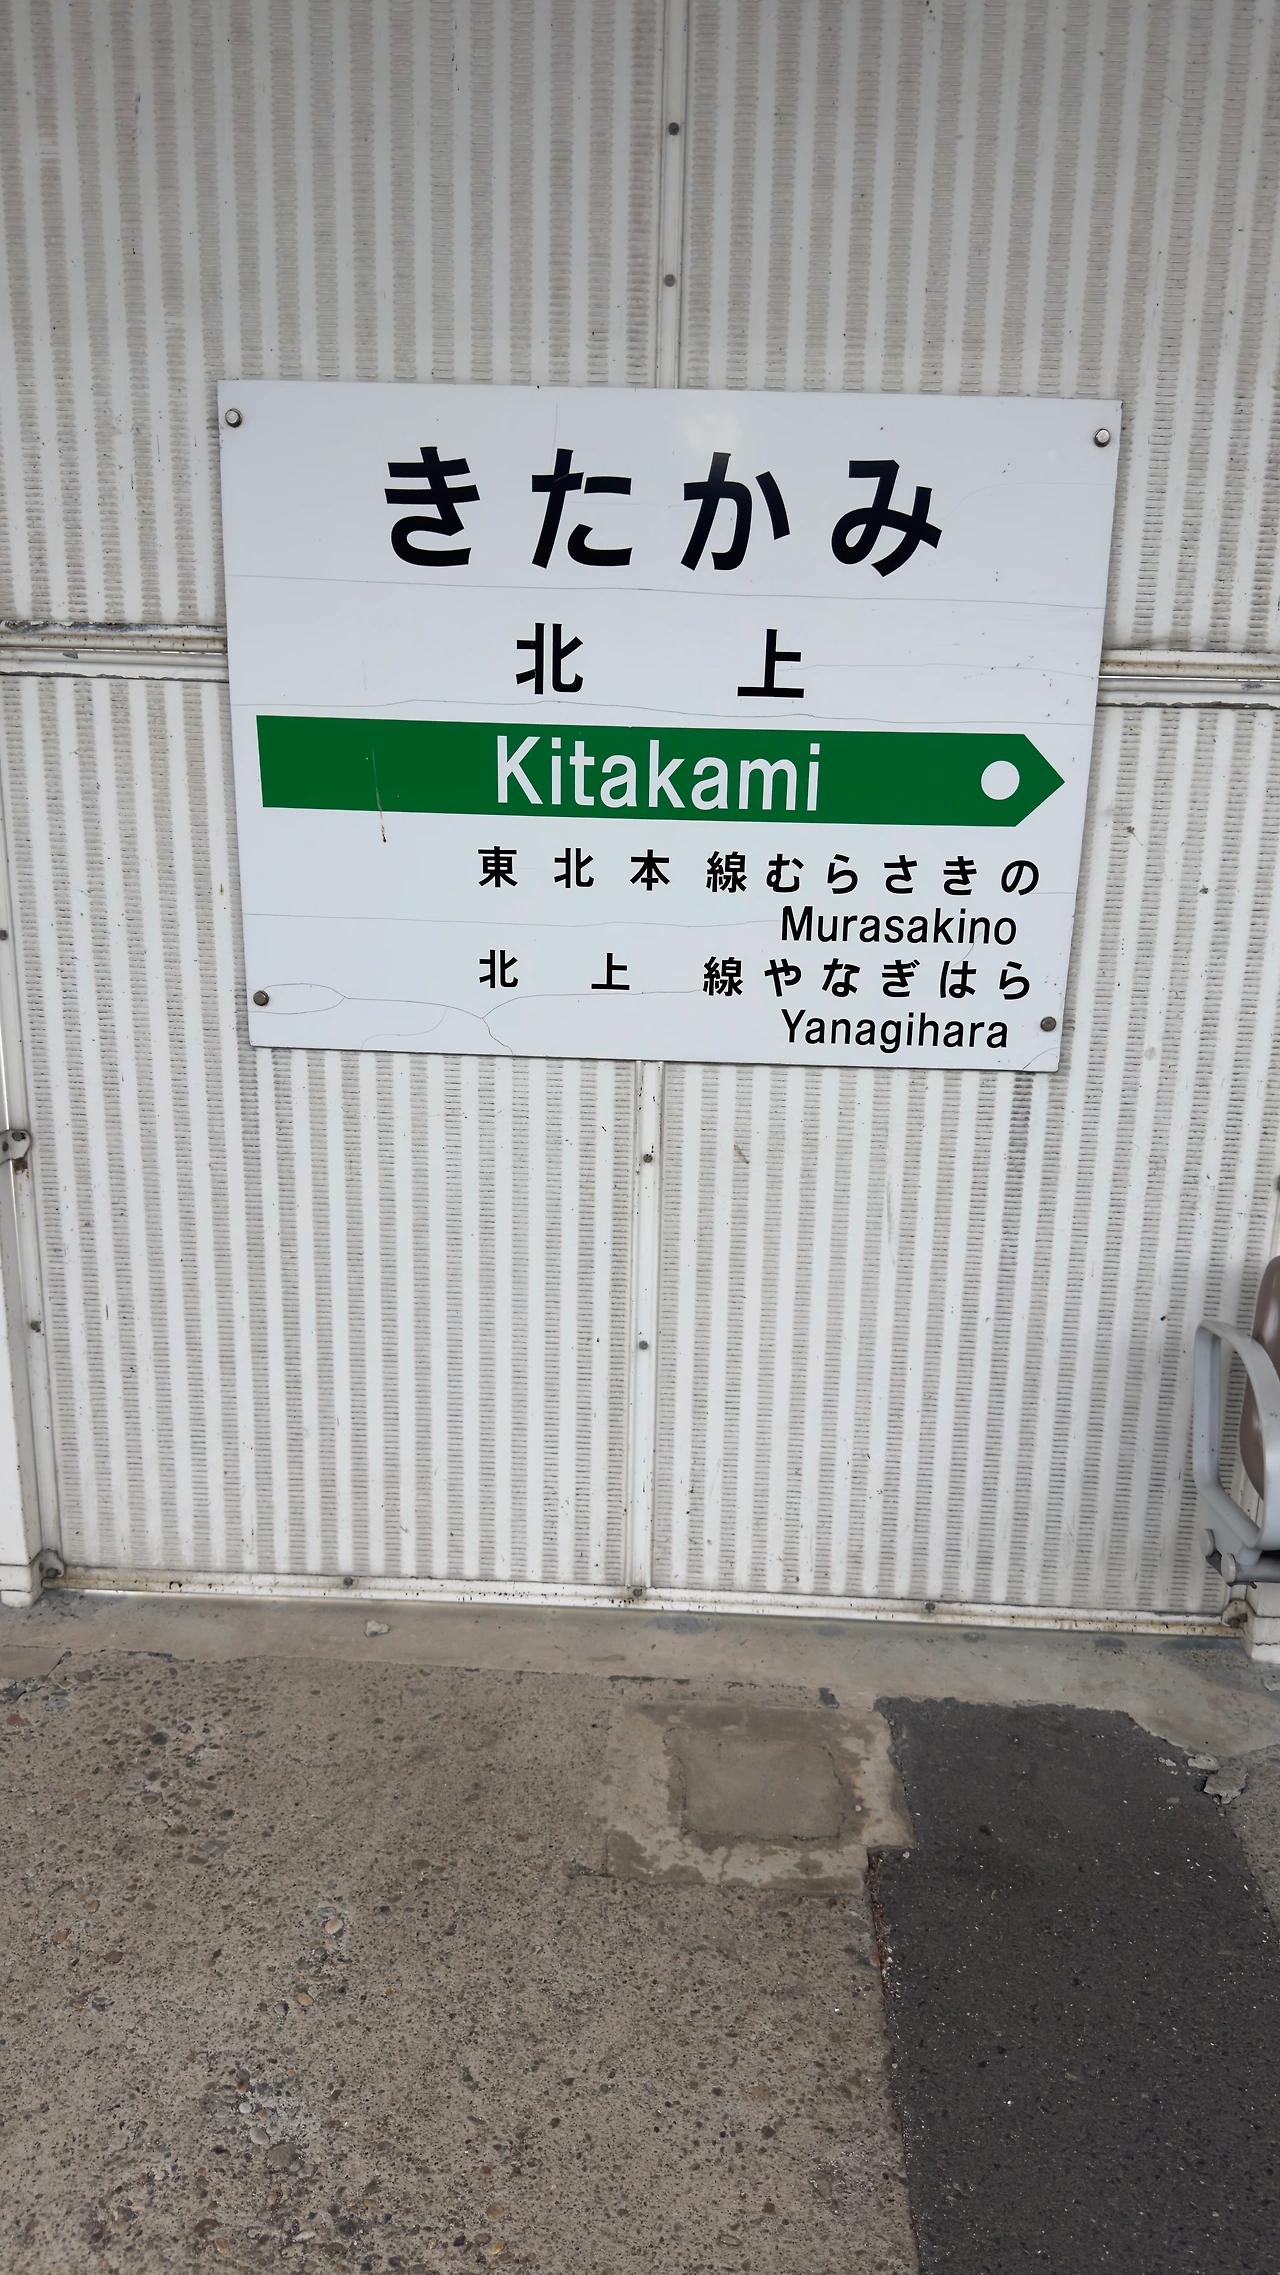 きたかみ
北上
Kitakami
東北本線むらさきの
Murasakino
北上線やなぎはら
Yanagihara